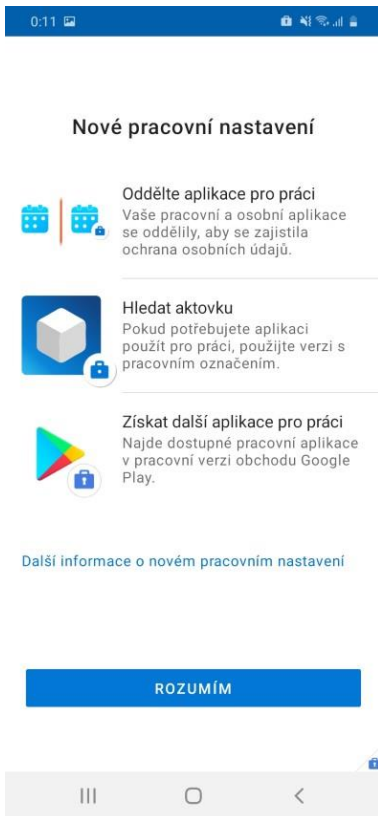 0:11
Nové pracovní nastavení
Oddělte aplikace pro práci
Vaše pracovní a osobní aplikace
se oddělily, aby se zajistila
ochrana osobních údajů.
Hledat aktovku
Pokud potřebujete aplikaci
použít pro práci, použijte verzi s
pracovním označením.
Získat další aplikace pro práci
Najde dostupné pracovní aplikace
v pracovní verzi obchodu Google
Play.
Další informace o novém pracovním nastavení
ROZUMÍM